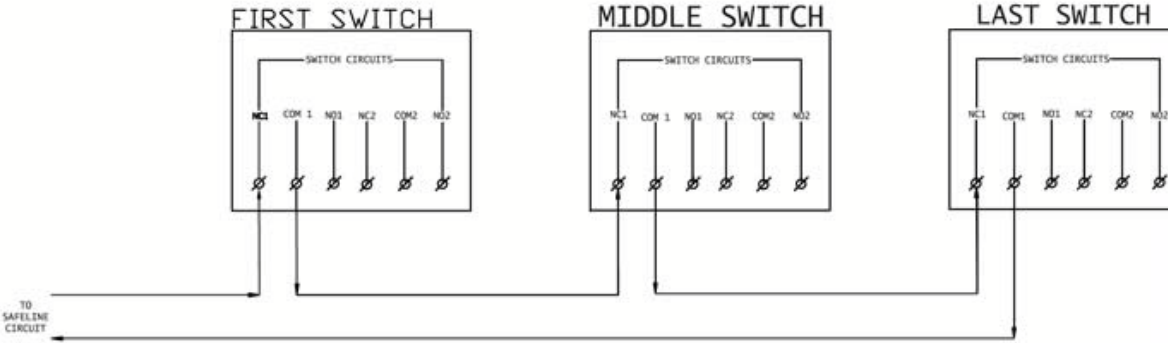 FIRST SWITCH
MIDDLE SWITCH
LAST SWITCH
SWITCH CIRCUITS
SWITCH CIRCUITS
SWITCH CIRCUITS
NC1 COM 1 NO1 NC2 COM2 NO2
NC1 COM 1 NO1 NC2 COM2 NO2
NC1 COM1 NO1 NC2 COM2 NO2
TO
SAFELINE
CIRCUIT